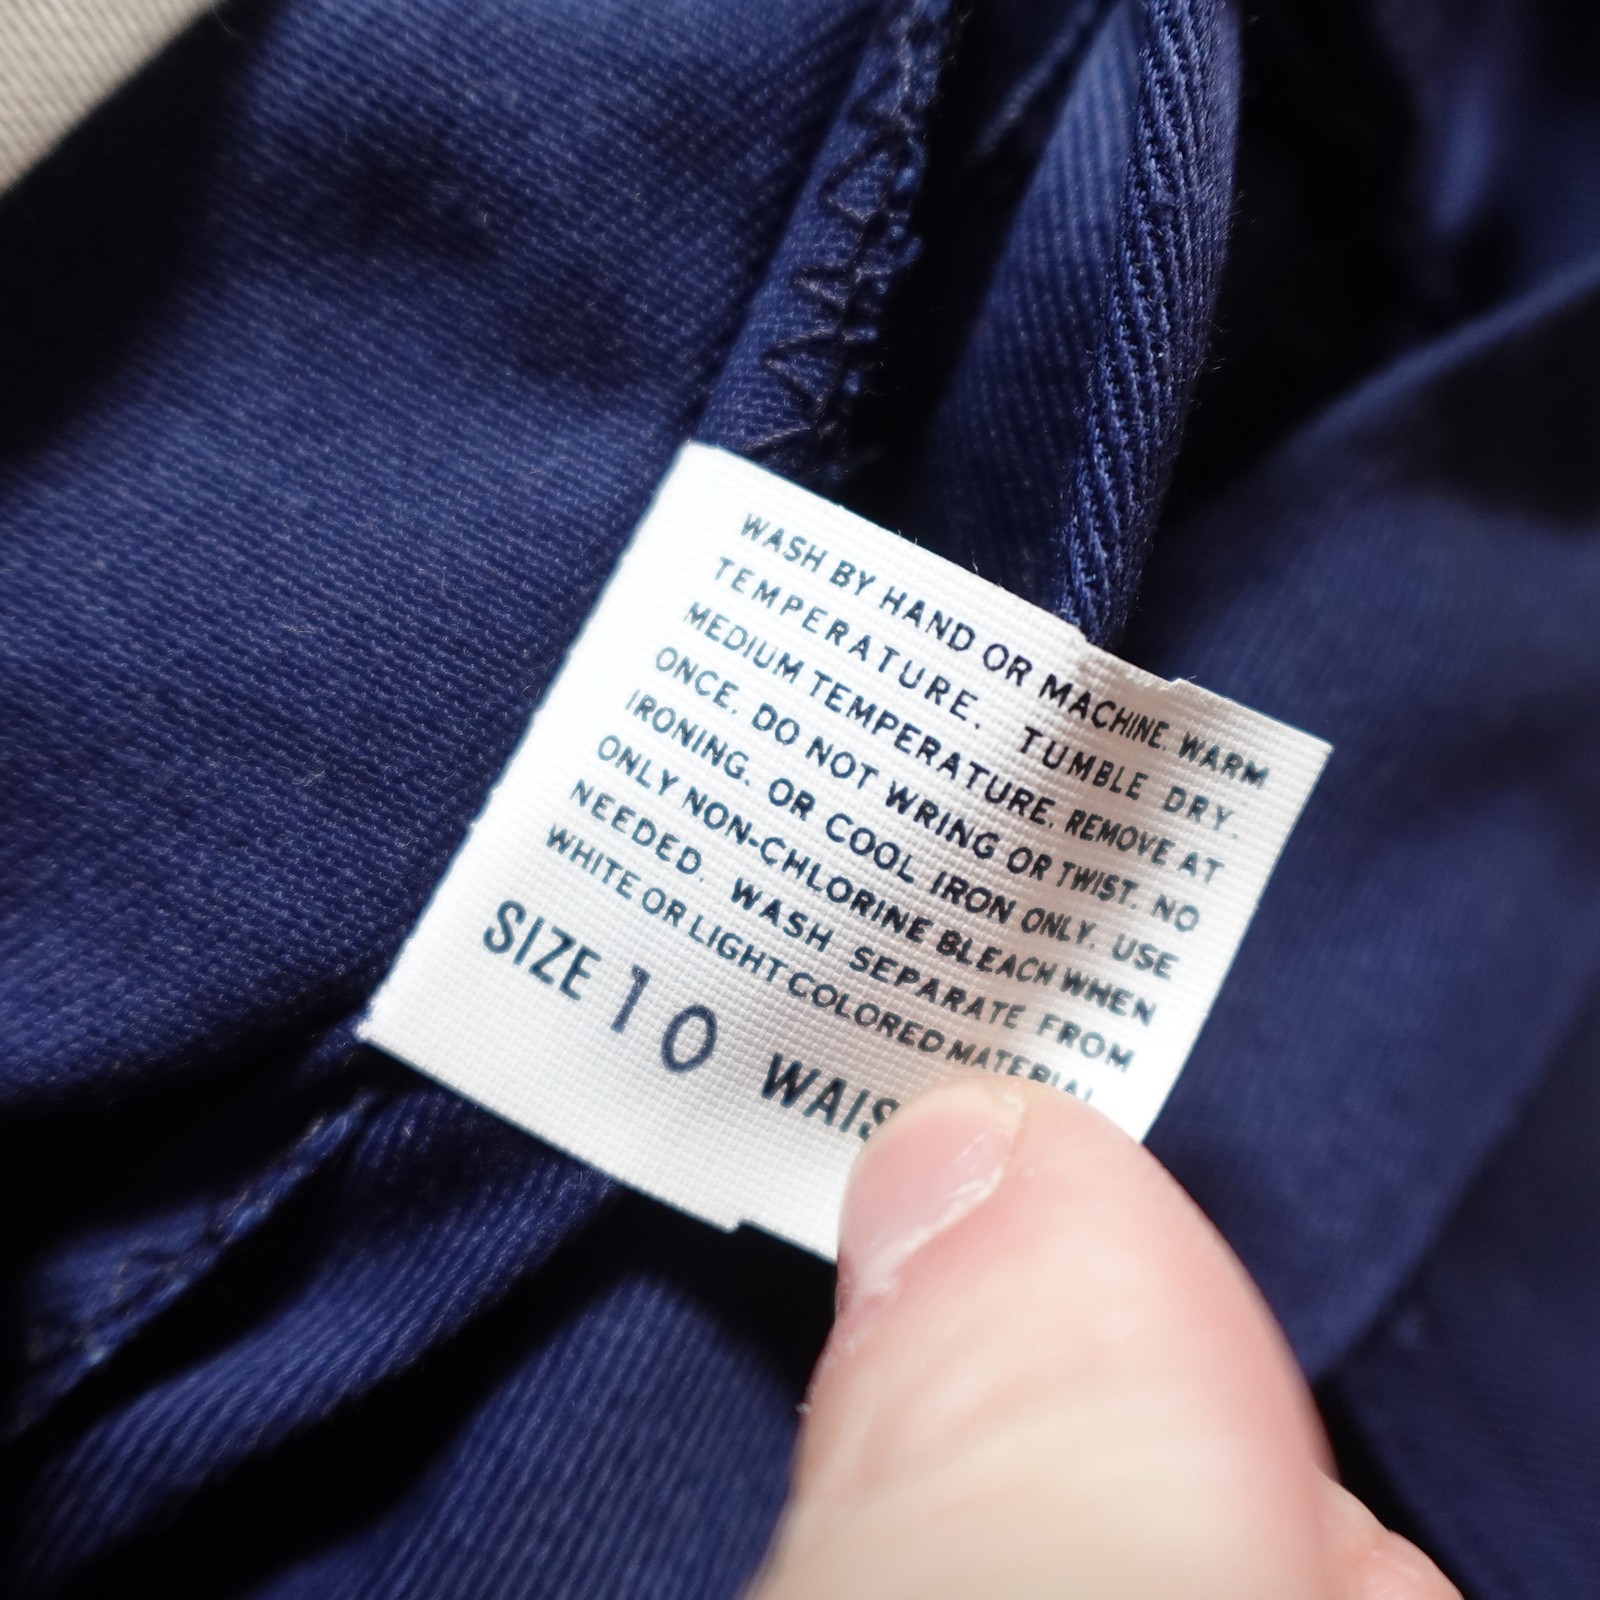 WASH BY HAND OR MACHINE. WARM
TEMPERATURE. TUMBLE DRY.
MEDIUM TEMPERATURE. REMOVE AT
ONCE. DO NOT WRING OR TWIST. NO
IRONING. OR COOL IRON ONLY. USE
ONLY NON-CHLORINE BLEACH WHEN
NEEDED. WASH SEPARATE FROM
WHITE OR LIGHT COLORED MATERIAL
SIZE 10